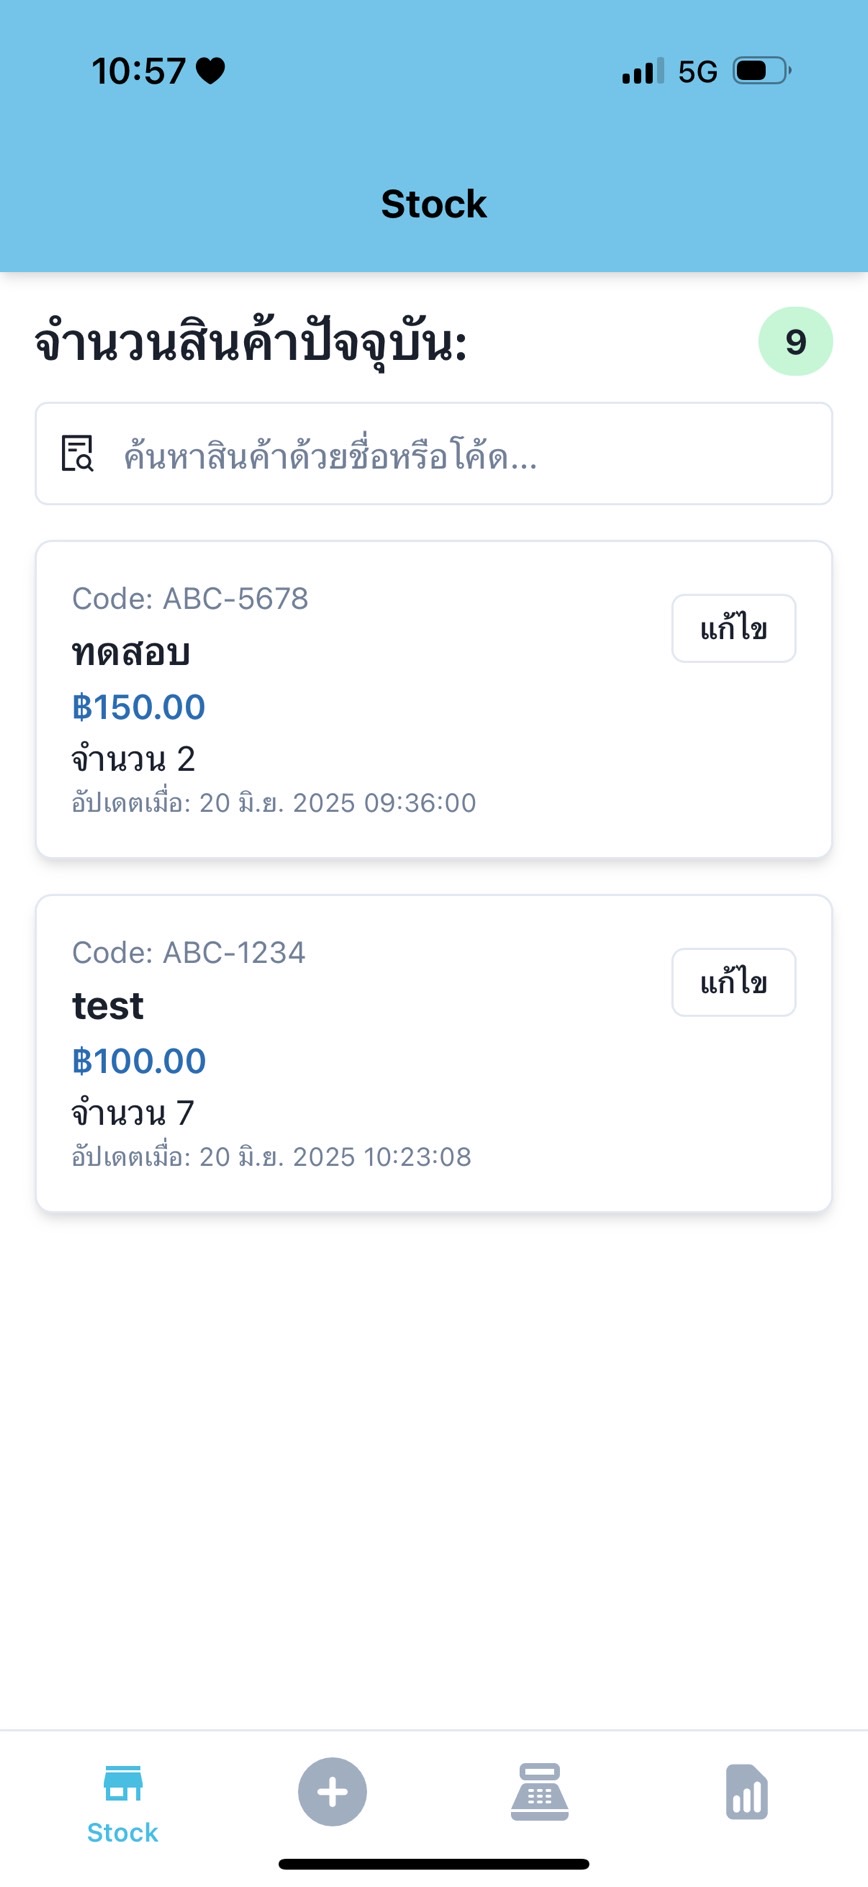 10:57
5G
Stock
จำนวนสินค้าปัจจุบัน:
9
ค้นหาสินค้าด้วยชื่อหรือโค้ด...
Code: ABC-5678
แก้ไข
ทดสอบ
฿150.00
จำนวน 2
อัปเดตเมื่อ: 20 มิ.ย. 2025 09:36:00
Code: ABC-1234
แก้ไข
test
฿100.00
จำนวน 7
อัปเดตเมื่อ: 20 มิ.ย. 2025 10:23:08
Stock